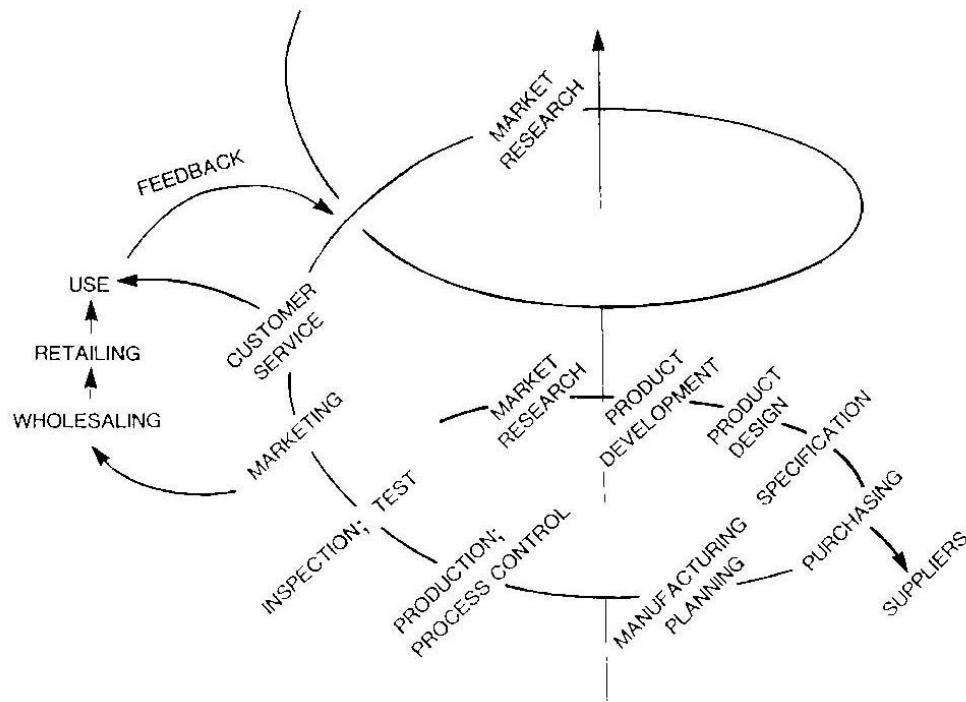 MARKET
RESEARCH
FEEDBACK
USE
RETAILING
WHOLESALING
CUSTOMER
SERVICE
MARKETING
MARKET
RESEARCH
PRODUCT
DEVELOPMENT
PRODUCT
DESIGN
SPECIFICATION
PURCHASING
SUPPLIERS
MANUFACTURING
PLANNING
PRODUCTION;
PROCESS CONTROL
INSPECTION; TEST